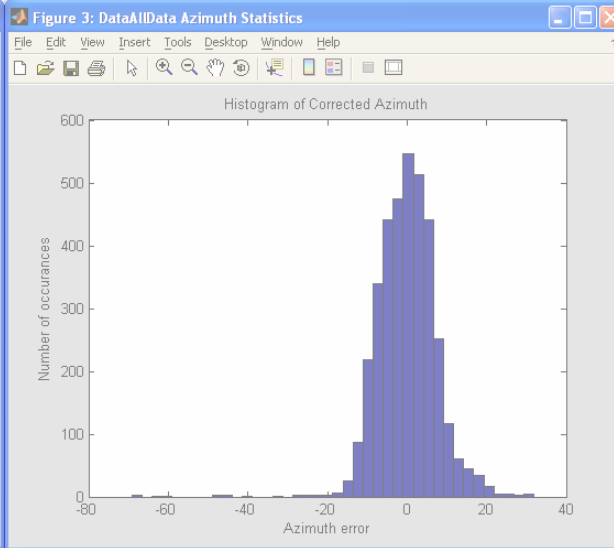 Figure 3: DataAllData Azimuth Statistics
File Edit View Insert Tools Desktop Window Help
Histogram of Corrected Azimuth
600
500
400
300
200
100
0
Number of occurances
-80 -60 -40 -20 0 20 40
Azimuth error